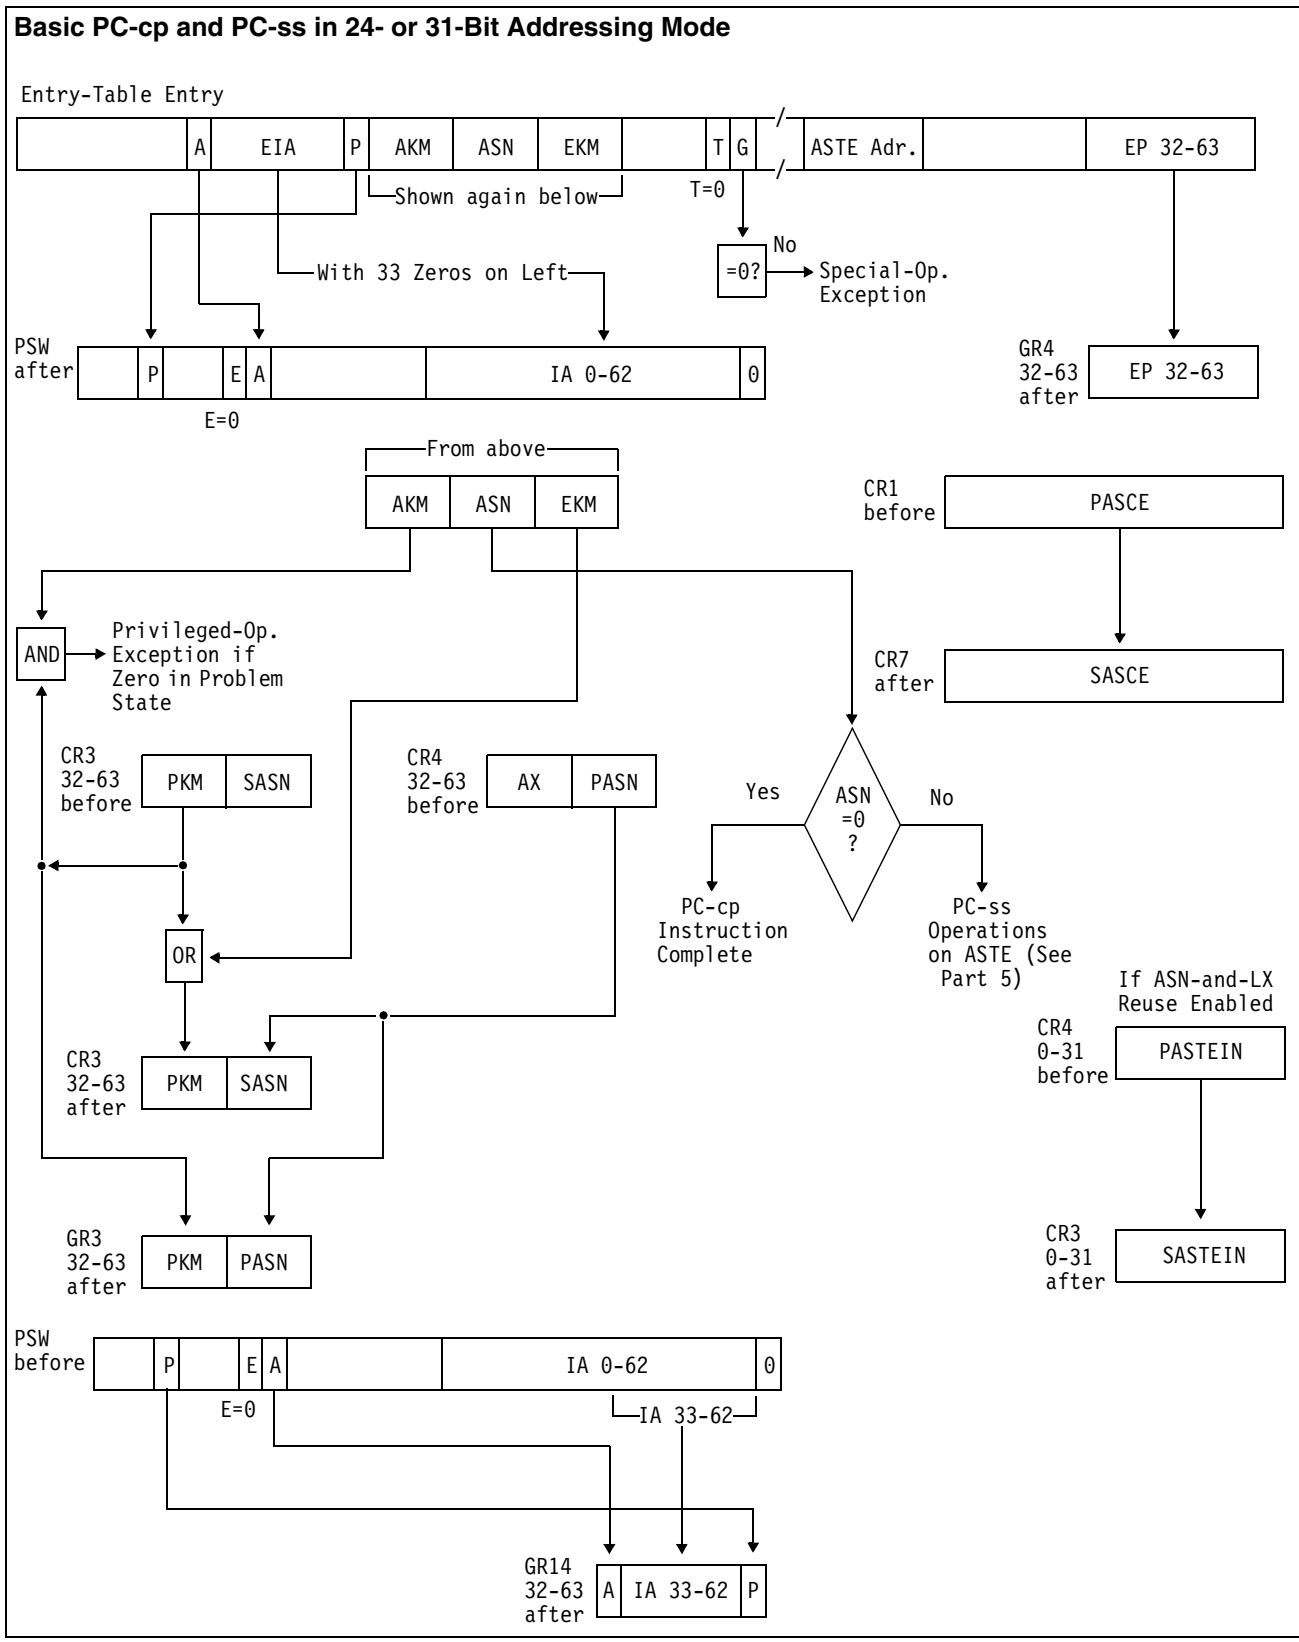 Basic PC-cp and PC-ss in 24- or 31-Bit Addressing Mode
Entry-Table Entry
A EIA P AKM ASN EKM T G ASTE Adr. EP 32-63
Shown again below
T=0
With 33 Zeros on Left
=0?
No
Special-Op.
Exception
PSW
after
P E A IA 0-62 0
E=0
GR4
32-63
after
EP 32-63
From above
AKM ASN EKM
CR1
before
PASCE
AND
Privileged-Op.
Exception if
Zero in Problem
State
CR7
after
SASCE
CR3
32-63
before
PKM SASN
CR4
32-63
before
AX PASN
Yes
ASN
=0
?
No
PC-cp
Instruction
Complete
PC-ss
Operations
on ASTE (See
Part 5)
OR
If ASN-and-LX
Reuse Enabled
CR4
0-31
before
PASTEIN
CR3
32-63
after
PKM SASN
GR3
32-63
after
PKM PASN
CR3
0-31
after
SASTEIN
PSW
before
P E A IA 0-62 0
E=0
IA 33-62
GR14
32-63
after
A IA 33-62 P